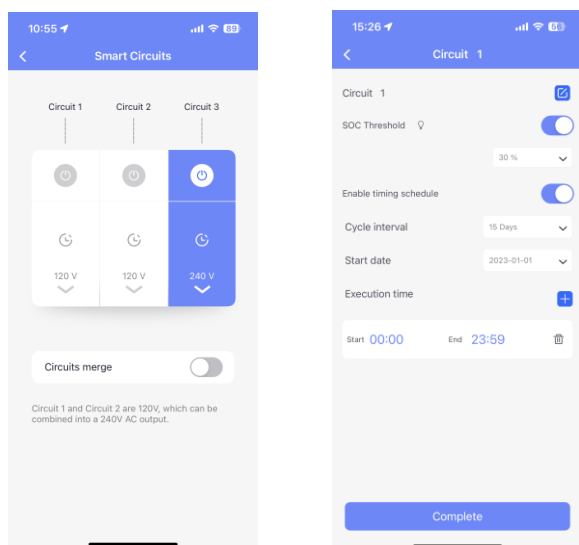 10:55
89
Smart Circuits
Circuit 1 Circuit 2 Circuit 3
120 V 120 V 240 V
Circuits merge
Circuit 1 and Circuit 2 are 120V, which can be
combined into a 240V AC output.
15:26
Circuit 1
Circuit 1
SOC Threshold
30 %
Enable timing schedule
Cycle interval 15 Days
Start date 2023-01-01
Execution time
Start 00:00 End 23:59
Complete